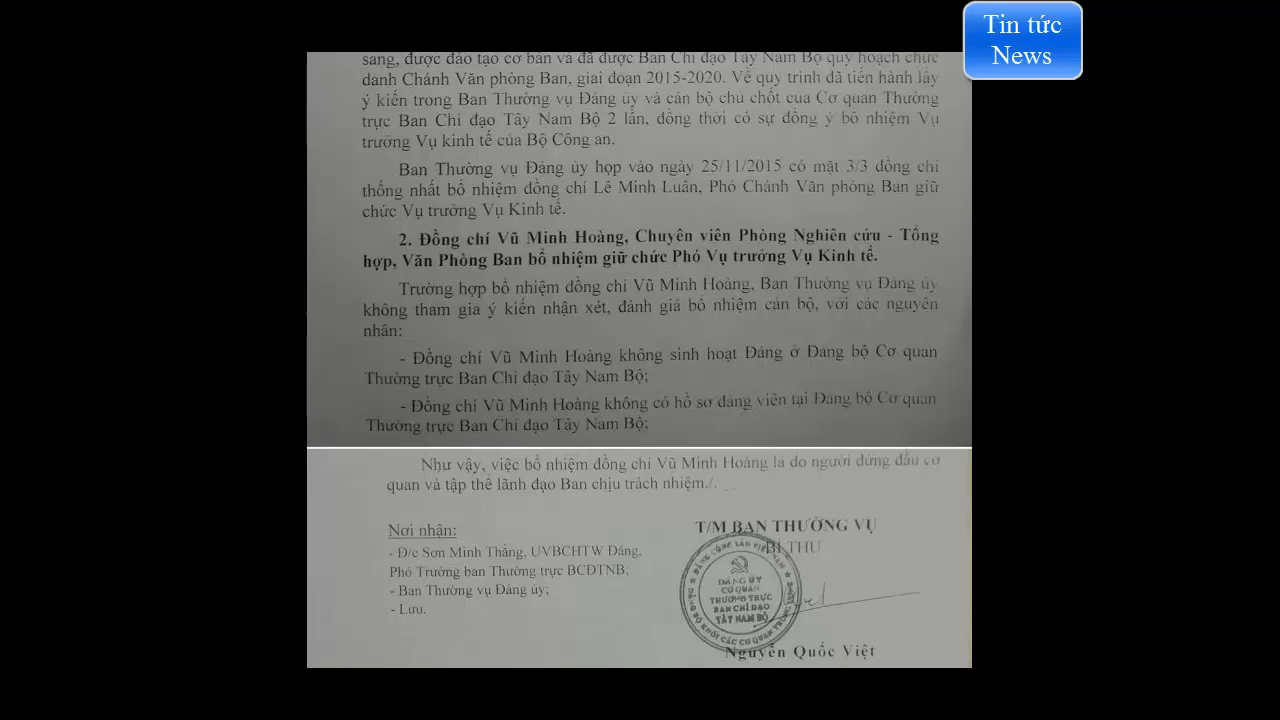 Tin tức
News
sang, được đào tạo cơ bản và đã được Ban Chỉ đạo Tây Nam Bộ quy hoạch chức
danh Chánh Văn phòng Ban, giai đoạn 2015-2020. Về quy trình đã tiến hành lấy
ý kiến trong Ban Thường vụ Đảng ủy và cán bộ chủ chốt của Cơ quan Thường
trực Ban Chỉ đạo Tây Nam Bộ 2 lần, đồng thời có sự đồng ý bổ nhiệm Vụ
trưởng Vụ kinh tế của Bộ Công an.
Ban Thường vụ Đảng ủy họp vào ngày 25/11/2015 có mặt 3/3 đồng chí
thống nhất bổ nhiệm đồng chí Lê Minh Luân, Phó Chánh Văn phòng Ban giữ
chức Vụ trưởng Vụ Kinh tế.
2. Đồng chí Vũ Minh Hoàng, Chuyên viên Phòng Nghiên cứu - Tổng
hợp, Văn Phòng Ban bổ nhiệm giữ chức Phó Vụ trưởng Vụ Kinh tế.
Trường hợp bổ nhiệm đồng chí Vũ Minh Hoàng, Ban Thường vụ Đảng ủy
không tham gia ý kiến nhận xét, đánh giá bổ nhiệm cán bộ, với các nguyên
nhân:
- Đồng chí Vũ Minh Hoàng không sinh hoạt Đảng ở Đảng bộ Cơ quan
Thường trực Ban Chỉ đạo Tây Nam Bộ;
- Đồng chí Vũ Minh Hoàng không có hồ sơ đảng viên tại Đảng bộ Cơ quan
Thường trực Ban Chỉ đạo Tây Nam Bộ;
Như vậy, việc bổ nhiệm đồng chí Vũ Minh Hoàng là do người đứng đầu cơ
quan và tập thể lãnh đạo Ban chịu trách nhiệm./.
Nơi nhận:
- Đ/c Sơn Minh Thắng, UVBCHTW Đảng,
Phó Trưởng ban Thường trực BCĐTNB;
- Ban Thường vụ Đảng ủy;
- Lưu.
T/M BAN THƯỜNG VỤ
BÍ THƯ
ĐẢNG CỘNG SẢN VIỆT NAM
ĐẢNG ỦY
CƠ QUAN
THƯỜNG TRỰC
BAN CHỈ ĐẠO
TÂY NAM BỘ
ĐẢNG BỘ KHỐI CÁC CƠ QUAN TRUNG ƯƠNG
Nguyễn Quốc Việt